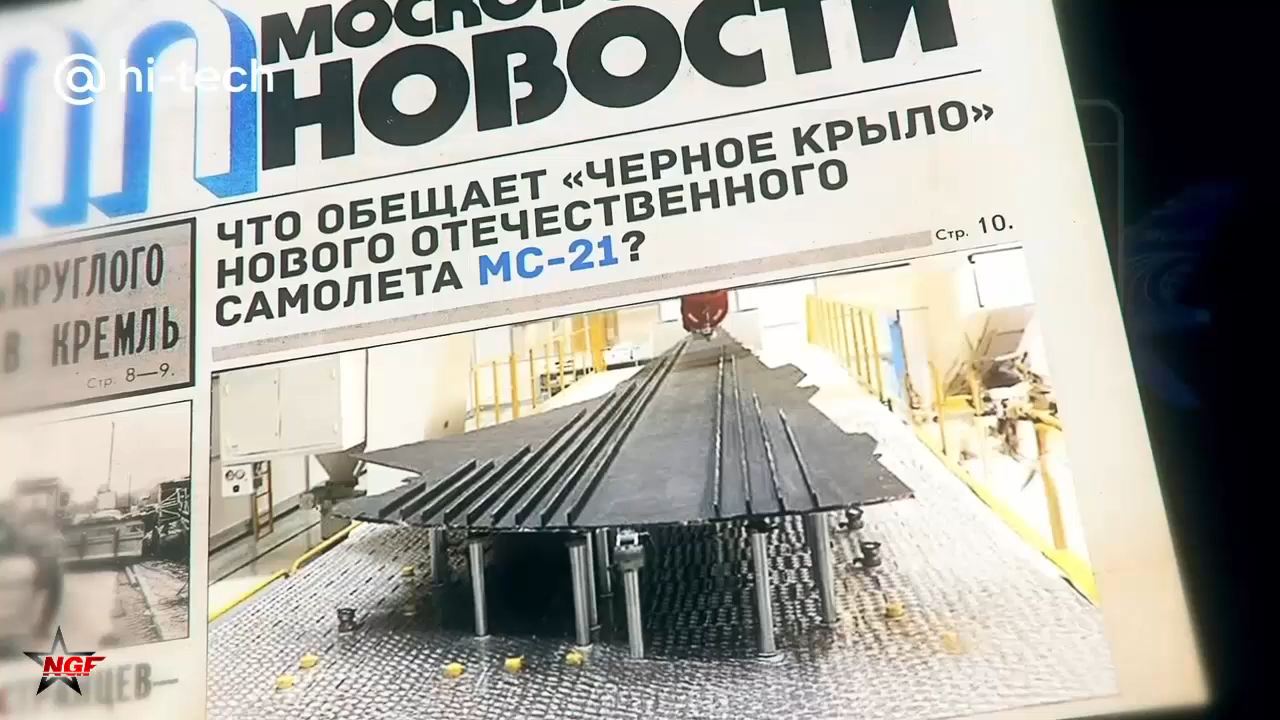 @ hi-tech
НОВОСТИ
ЧТО ОБЕЩАЕТ «ЧЕРНОЕ КРЫЛО»
НОВОГО ОТЕЧЕСТВЕННОГО
САМОЛЕТА МС-21?
Стр. 10.
КРУГЛОГО
В КРЕМЛЬ
Стр. 8—9.
NGF